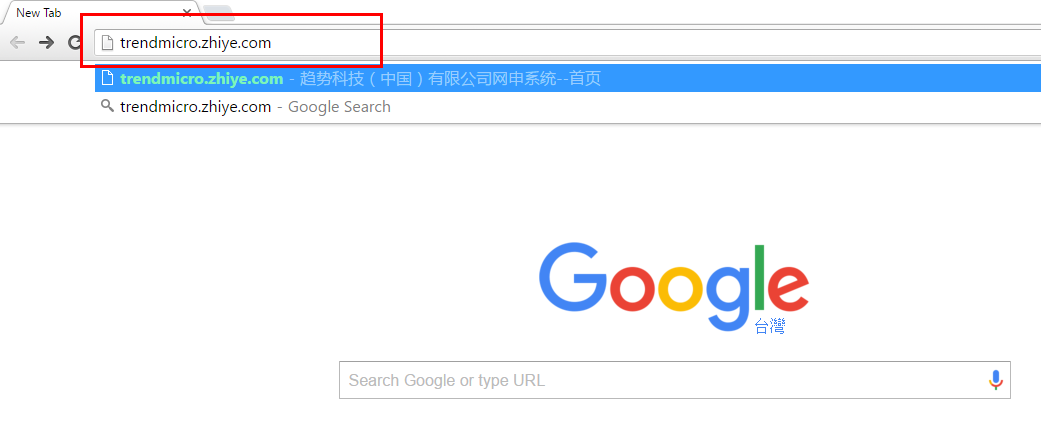 New Tab
trendmicro.zhiye.com
trendmicro.zhiye.com - 趋势科技（中国）有限公司网申系统--首页
trendmicro.zhiye.com - Google Search
Google
台灣
Search Google or type URL